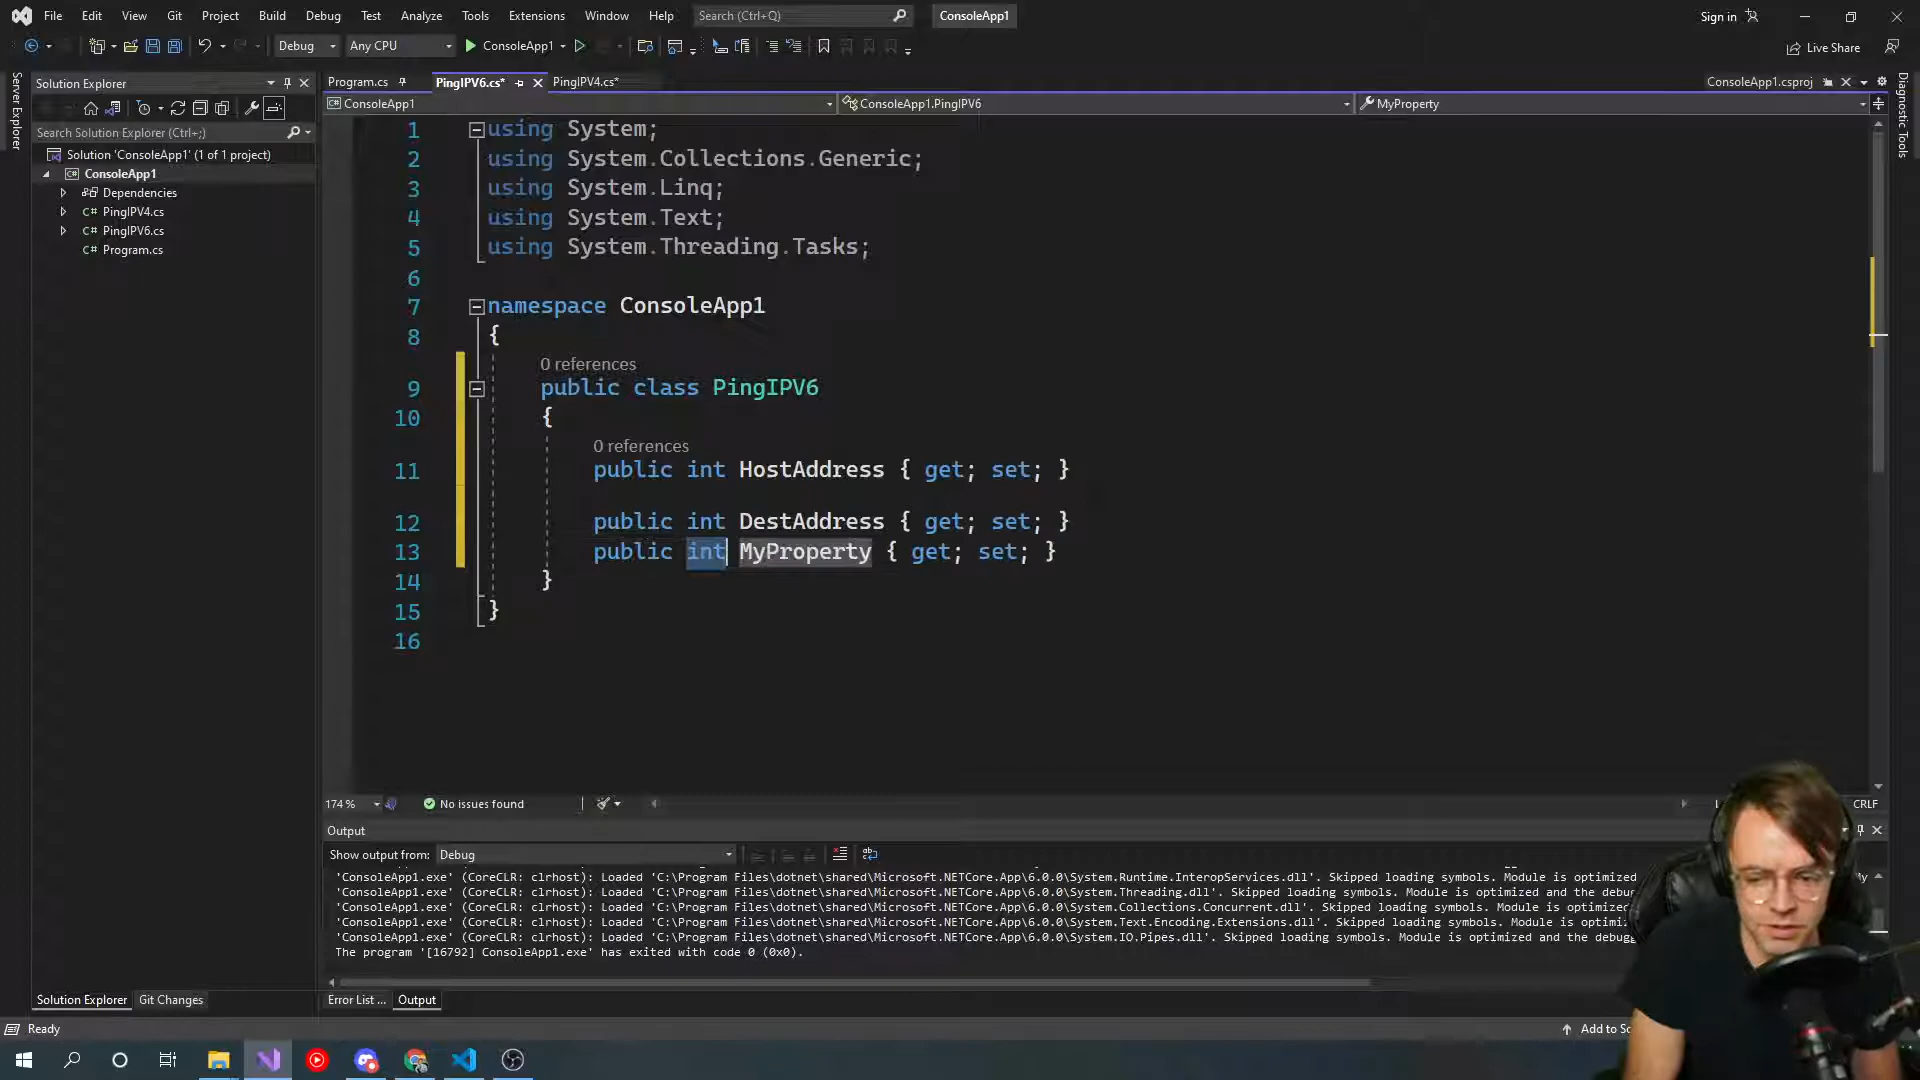 File Edit View Git Project Build Debug Test Analyze Tools Extensions Window Help Search (Ctrl+Q) ConsoleApp1 Sign in
Debug Any CPU ConsoleApp1 Live Share
Server Explorer
Solution Explorer
Search Solution Explorer (Ctrl+;)
Solution 'ConsoleApp1' (1 of 1 project)
C# ConsoleApp1
Dependencies
C# PingIPV4.cs
C# PingIPV6.cs
C# Program.cs
Program.cs PingIPV6.cs* PingIPV4.cs* ConsoleApp1.csproj
ConsoleApp1 ConsoleApp1.PingIPV6 MyProperty
Diagnostic Tools
1 using System;
2 using System.Collections.Generic;
3 using System.Linq;
4 using System.Text;
5 using System.Threading.Tasks;
6
7 namespace ConsoleApp1
8 {
0 references
9 public class PingIPV6
10 {
0 references
11 public int HostAddress { get; set; }
12 public int DestAddress { get; set; }
13 public int MyProperty { get; set; }
14 }
15 }
16
174 % No issues found CRLF
Output
Show output from: Debug
'ConsoleApp1.exe' (CoreCLR: clrhost): Loaded 'C:\Program Files\dotnet\shared\Microsoft.NETCore.App\6.0.0\System.Runtime.InteropServices.dll'. Skipped loading symbols. Module is optimized
'ConsoleApp1.exe' (CoreCLR: clrhost): Loaded 'C:\Program Files\dotnet\shared\Microsoft.NETCore.App\6.0.0\System.Threading.dll'. Skipped loading symbols. Module is optimized and the debug
'ConsoleApp1.exe' (CoreCLR: clrhost): Loaded 'C:\Program Files\dotnet\shared\Microsoft.NETCore.App\6.0.0\System.Collections.Concurrent.dll'. Skipped loading symbols. Module is optimized
'ConsoleApp1.exe' (CoreCLR: clrhost): Loaded 'C:\Program Files\dotnet\shared\Microsoft.NETCore.App\6.0.0\System.Text.Encoding.Extensions.dll'. Skipped loading symbols. Module is optimi
'ConsoleApp1.exe' (CoreCLR: clrhost): Loaded 'C:\Program Files\dotnet\shared\Microsoft.NETCore.App\6.0.0\System.IO.Pipes.dll'. Skipped loading symbols. Module is optimized and the debugg
The program '[16792] ConsoleApp1.exe' has exited with code 0 (0x0).
Solution Explorer Git Changes Error List ... Output
Ready Add to So